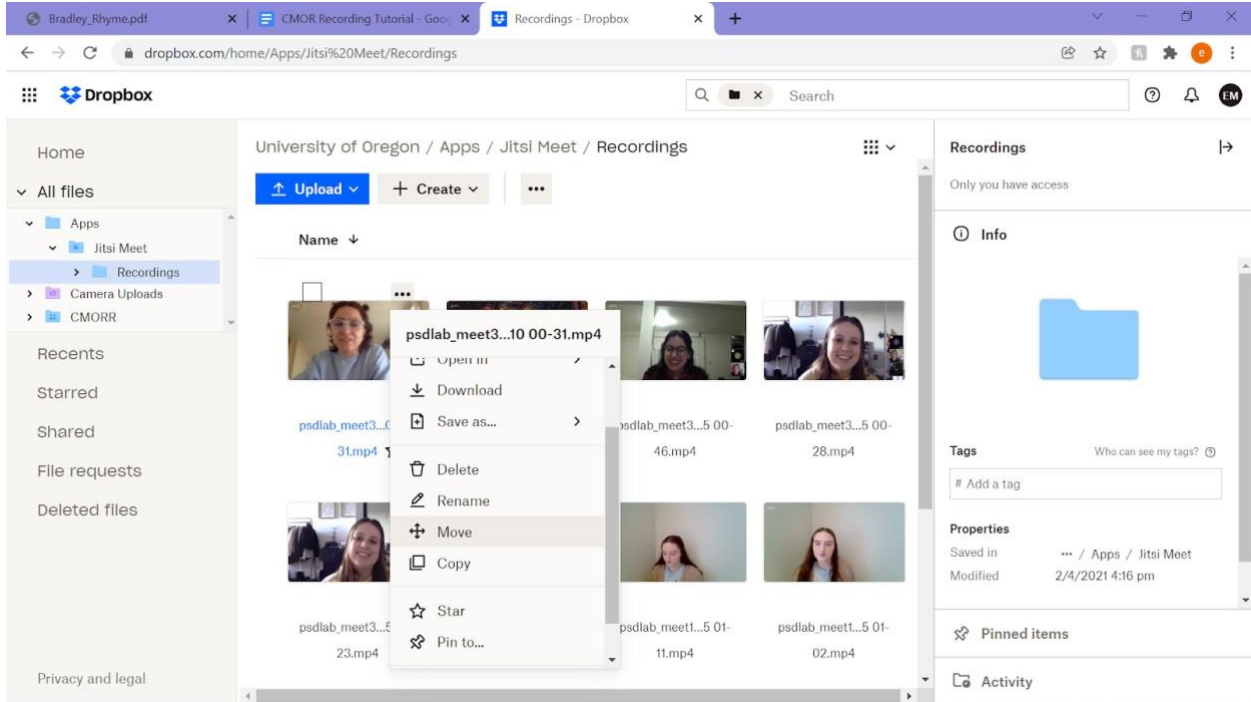 Bradley_Rhyme.pdf
CMOR Recording Tutorial - Goo
Recordings - Dropbox
dropbox.com/home/Apps/Jitsi%20Meet/Recordings
e
Dropbox
Search
EM
Home
All files
Apps
Jitsi Meet
Recordings
Camera Uploads
CMORR
Recents
Starred
Shared
File requests
Deleted files
Privacy and legal
University of Oregon / Apps / Jitsi Meet / Recordings
Upload
Create
Name
psdlab_meet3...10 00-31.mp4
Open in
Download
Save as...
Delete
Rename
Move
Copy
Star
Pin to...
31.mp4
psdlab_meet3...5 00-
46.mp4
psdlab_meet3...5 00-
28.mp4
psdlab_meet3...5
23.mp4
psdlab_meet1...5 01-
11.mp4
psdlab_meet1...5 01-
02.mp4
Recordings
Only you have access
Info
Tags Who can see my tags?
# Add a tag
Properties
Saved in ... / Apps / Jitsi Meet
Modified 2/4/2021 4:16 pm
Pinned items
Activity